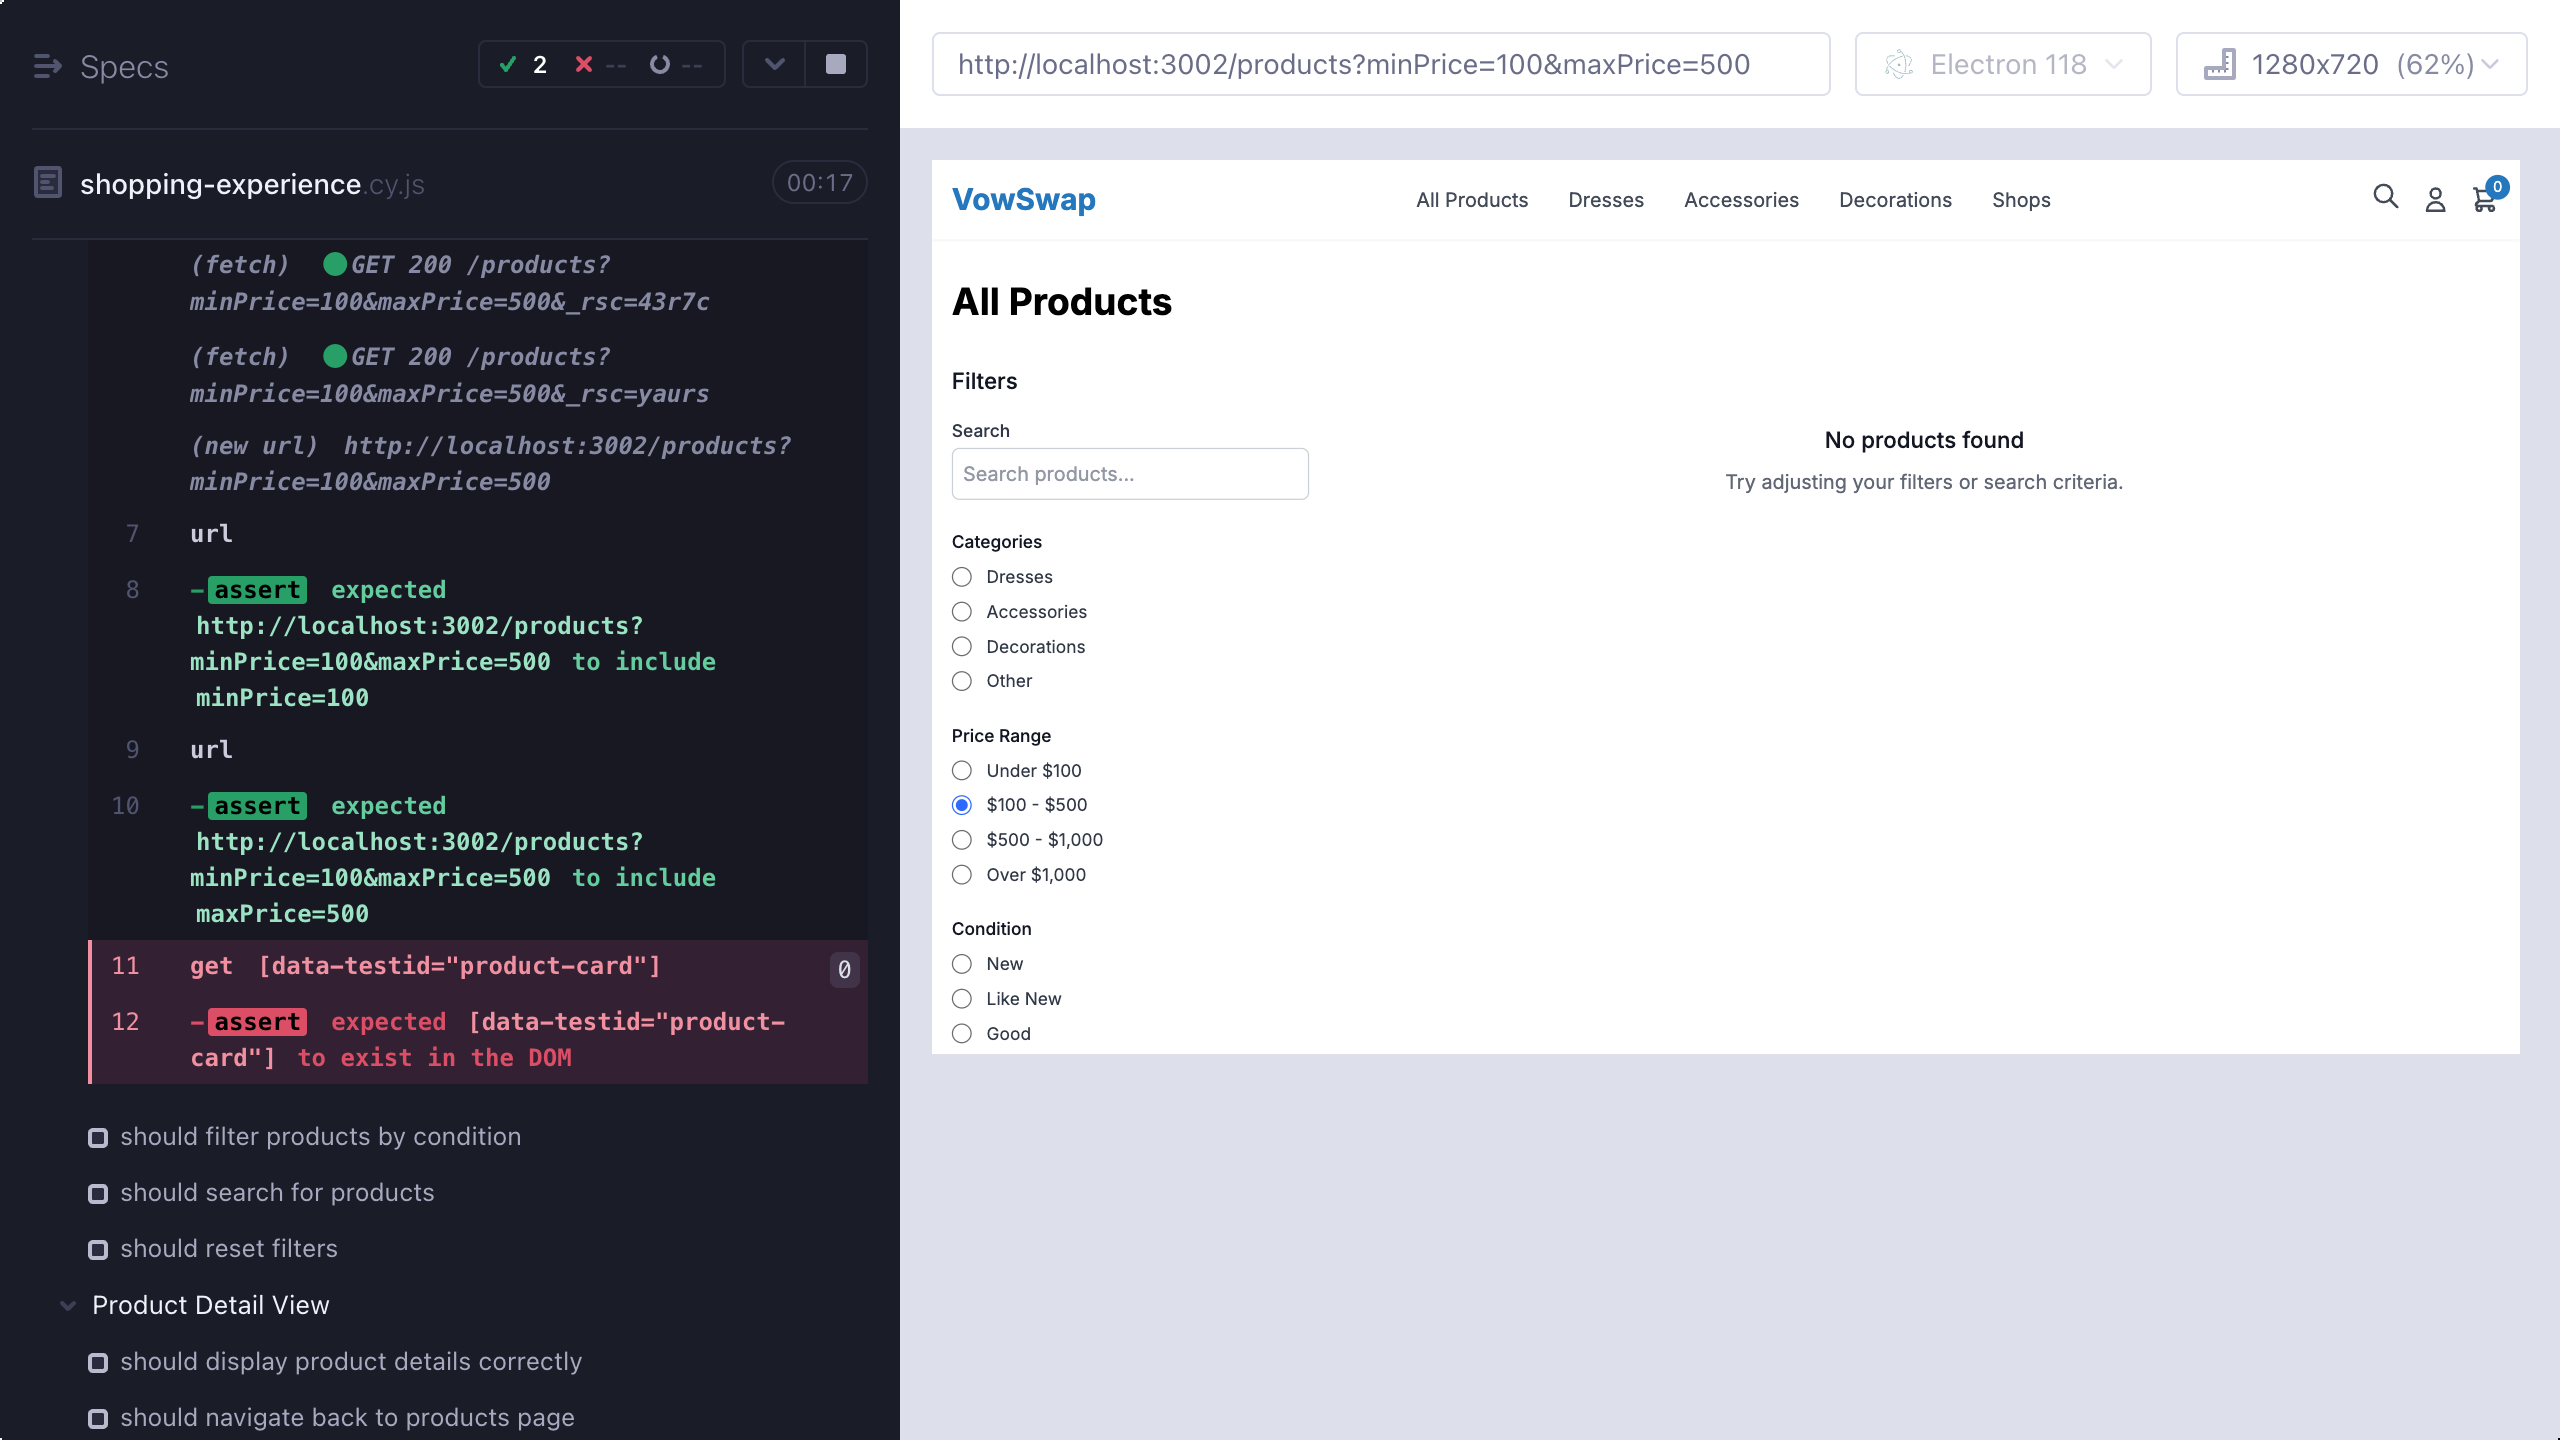 Specs
2
--
--
shopping-experience.cy.js
00:17
(fetch) GET 200 /products?
minPrice=100&maxPrice=500&_rsc=43r7c
(fetch) GET 200 /products?
minPrice=100&maxPrice=500&_rsc=yaurs
(new url) http://localhost:3002/products?
minPrice=100&maxPrice=500
7 url
8 -assert expected
http://localhost:3002/products?
minPrice=100&maxPrice=500 to include
minPrice=100
9 url
10 -assert expected
http://localhost:3002/products?
minPrice=100&maxPrice=500 to include
maxPrice=500
11 get [data-testid="product-card"] 0
12 -assert expected [data-testid="product-
card"] to exist in the DOM
should filter products by condition
should search for products
should reset filters
Product Detail View
should display product details correctly
should navigate back to products page
http://localhost:3002/products?minPrice=100&maxPrice=500
Electron 118
1280x720 (62%)
VowSwap
All Products
Dresses
Accessories
Decorations
Shops
0
All Products
Filters
Search
Search products...
Categories
Dresses
Accessories
Decorations
Other
Price Range
Under $100
$100 - $500
$500 - $1,000
Over $1,000
Condition
New
Like New
Good
No products found
Try adjusting your filters or search criteria.